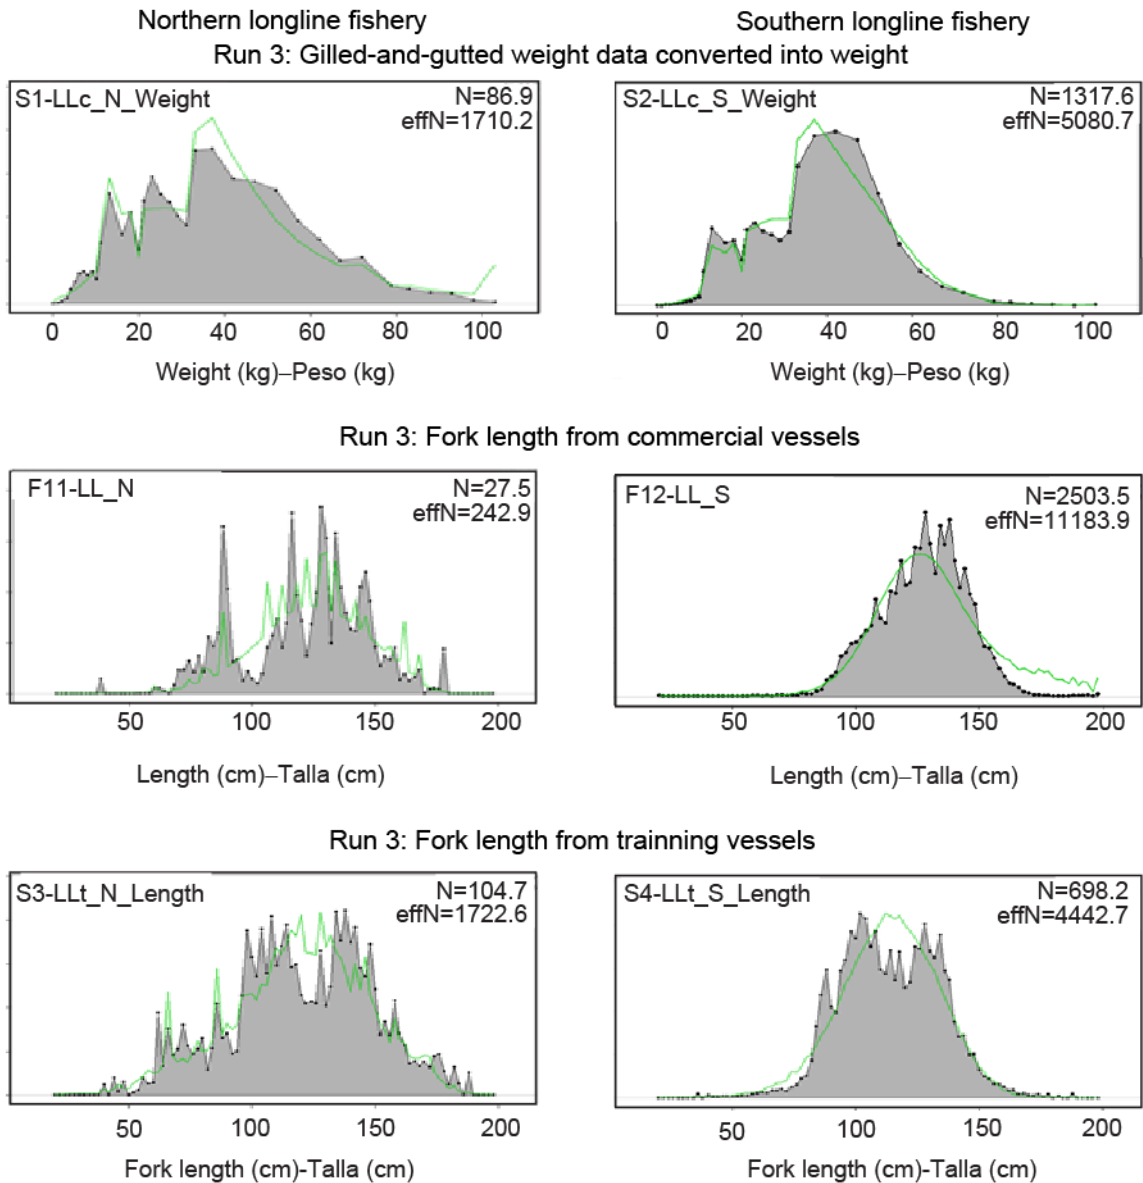 Northern longline fishery
Southern longline fishery
Run 3: Gilled-and-gutted weight data converted into weight
S1-LLc_N_Weight
N=86.9
effN=1710.2
0 20 40 60 80 100
Weight (kg)–Peso (kg)
S2-LLc_S_Weight
N=1317.6
effN=5080.7
0 20 40 60 80 100
Weight (kg)–Peso (kg)
Run 3: Fork length from commercial vessels
F11-LL_N
N=27.5
effN=242.9
50 100 150 200
Length (cm)–Talla (cm)
F12-LL_S
N=2503.5
effN=11183.9
50 100 150 200
Length (cm)–Talla (cm)
Run 3: Fork length from trainning vessels
S3-LLt_N_Length
N=104.7
effN=1722.6
50 100 150 200
Fork length (cm)-Talla (cm)
S4-LLt_S_Length
N=698.2
effN=4442.7
50 100 150 200
Fork length (cm)-Talla (cm)